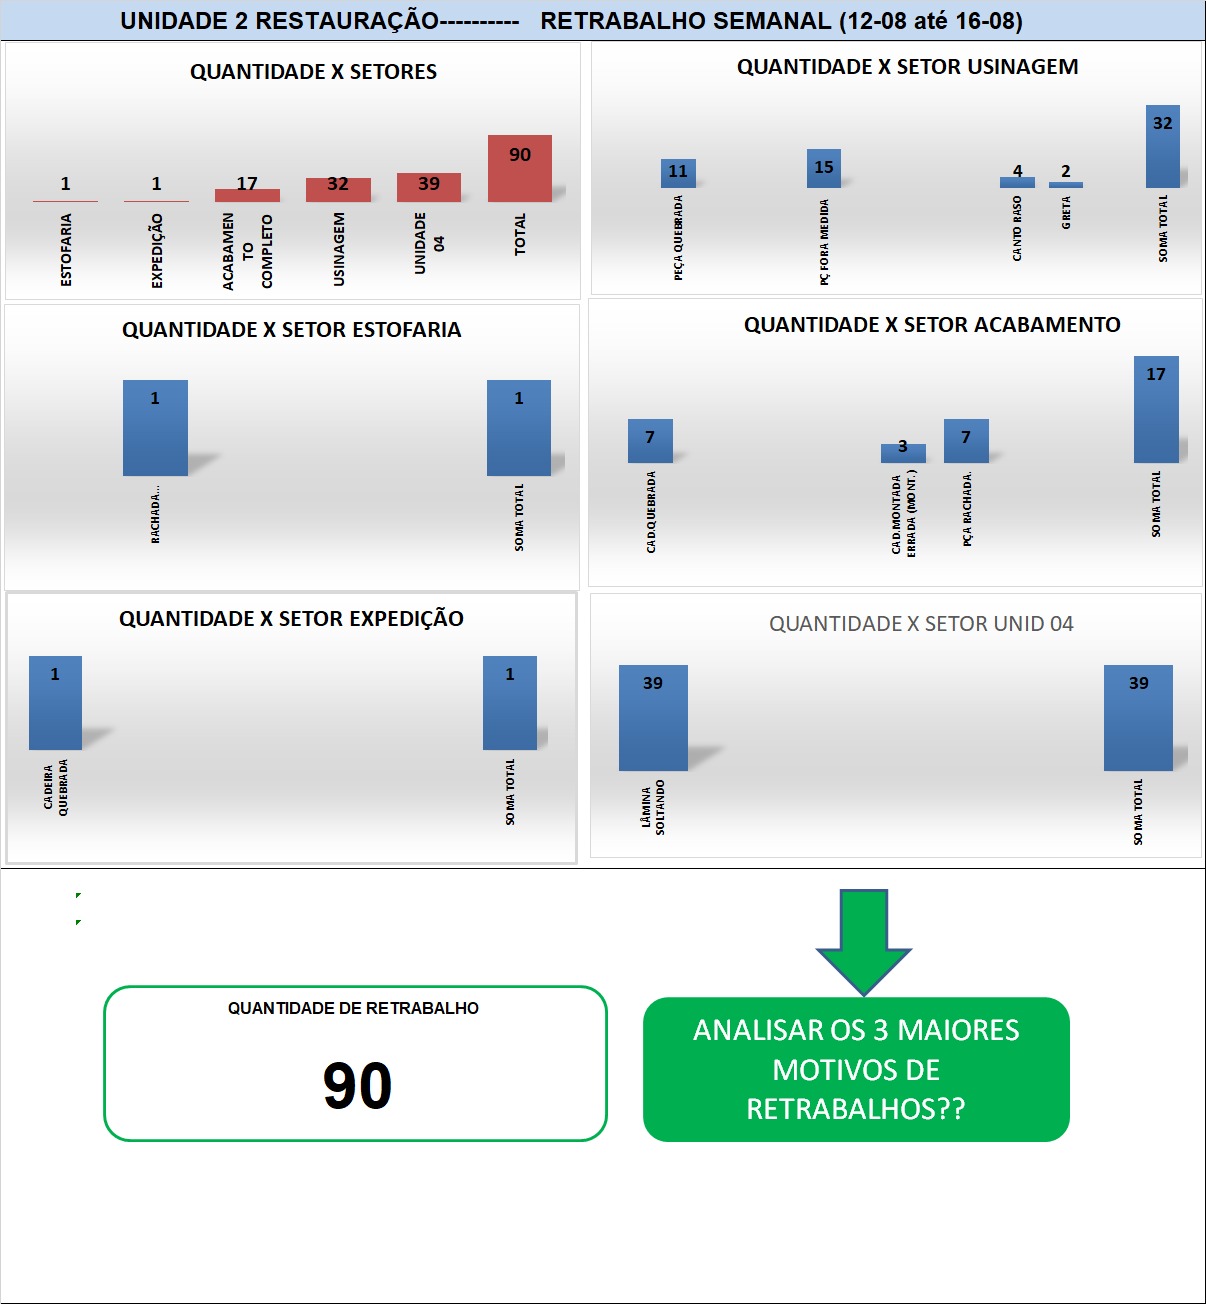 UNIDADE 2 RESTAURAÇÃO---------- RETRABALHO SEMANAL (12-08 até 16-08)
QUANTIDADE X SETORES
1
1
17
32
39
90
ESTOFARIA
EXPEDIÇÃO
ACABAMEN
TO
COMPLETO
USINAGEM
UNIDADE
04
TOTAL
QUANTIDADE X SETOR USINAGEM
11
15
4
2
32
PEÇA QUEBRADA
PÇ FORA MEDIDA
CANTO RASO
GRETA
SOMA TOTAL
QUANTIDADE X SETOR ESTOFARIA
1
1
RACHADA...
SOMA TOTAL
QUANTIDADE X SETOR ACABAMENTO
7
3
7
17
CAD.QUEBRADA
CAD.MONTADA
ERRADA (MONT.)
PÇA RACHADA.
SOMA TOTAL
QUANTIDADE X SETOR EXPEDIÇÃO
1
1
CADEIRA
QUEBRADA
SOMA TOTAL
QUANTIDADE X SETOR UNID 04
39
39
LÂMINA
SOLTANDO
SOMA TOTAL
QUANTIDADE DE RETRABALHO
90
ANALISAR OS 3 MAIORES
MOTIVOS DE
RETRABALHOS??